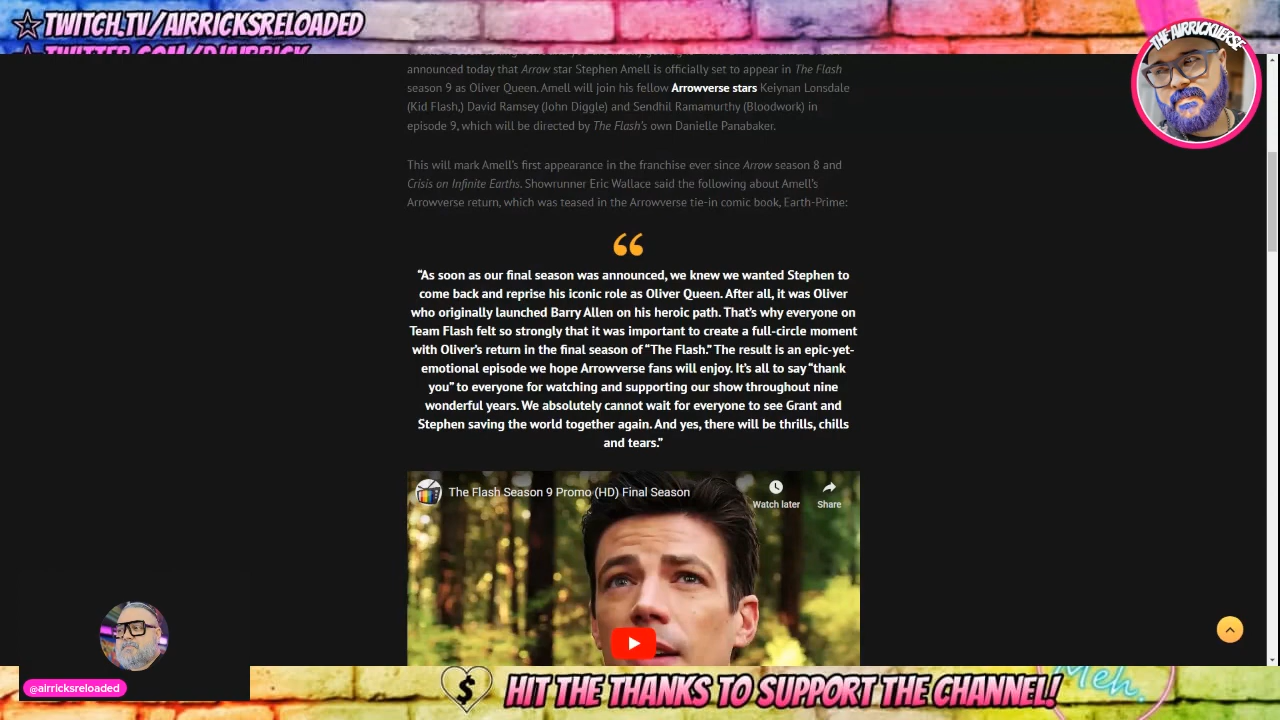 TWITCH.TV/AIRRICKSRELOADED
TWITTER.COM/DJAIRRICK
THE AIRRICKVERSE
announced today that Arrow star Stephen Amell is officially set to appear in The Flash
season 9 as Oliver Queen. Amell will join his fellow Arrowverse stars Keiynan Lonsdale
(Kid Flash,) David Ramsey (John Diggle) and Sendhil Ramamurthy (Bloodwork) in
episode 9, which will be directed by The Flash's own Danielle Panabaker.
This will mark Amell's first appearance in the franchise ever since Arrow season 8 and
Crisis on Infinite Earths. Showrunner Eric Wallace said the following about Amell's
Arrowverse return, which was teased in the Arrowverse tie-in comic book, Earth-Prime:
“
“As soon as our final season was announced, we knew we wanted Stephen to
come back and reprise his iconic role as Oliver Queen. After all, it was Oliver
who originally launched Barry Allen on his heroic path. That's why everyone on
Team Flash felt so strongly that it was important to create a full-circle moment
with Oliver's return in the final season of “The Flash.” The result is an epic-yet-
emotional episode we hope Arrowverse fans will enjoy. It's all to say “thank
you” to everyone for watching and supporting our show throughout nine
wonderful years. We absolutely cannot wait for everyone to see Grant and
Stephen saving the world together again. And yes, there will be thrills, chills
and tears.”
The Flash Season 9 Promo (HD) Final Season
Watch later
Share
@airricksreloaded
$
HIT THE THANKS TO SUPPORT THE CHANNEL!
Meh.